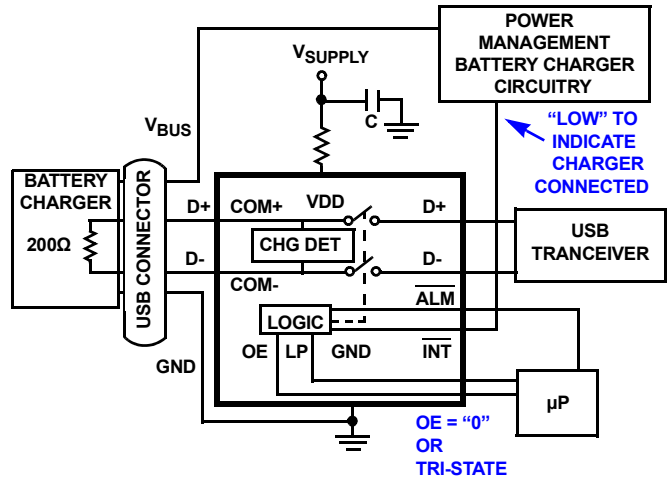 POWER
MANAGEMENT
BATTERY CHARGER
CIRCUITRY
VSUPPLY
C
VBUS
"LOW" TO
INDICATE
CHARGER
CONNECTED
BATTERY
CHARGER
200Ω
USB CONNECTOR
D+
D-
GND
COM+
VDD
CHG DET
COM-
D+
D-
USB
TRANCEIVER
ALM
LOGIC
OE
LP
GND
INT
µP
OE = "0"
OR
TRI-STATE